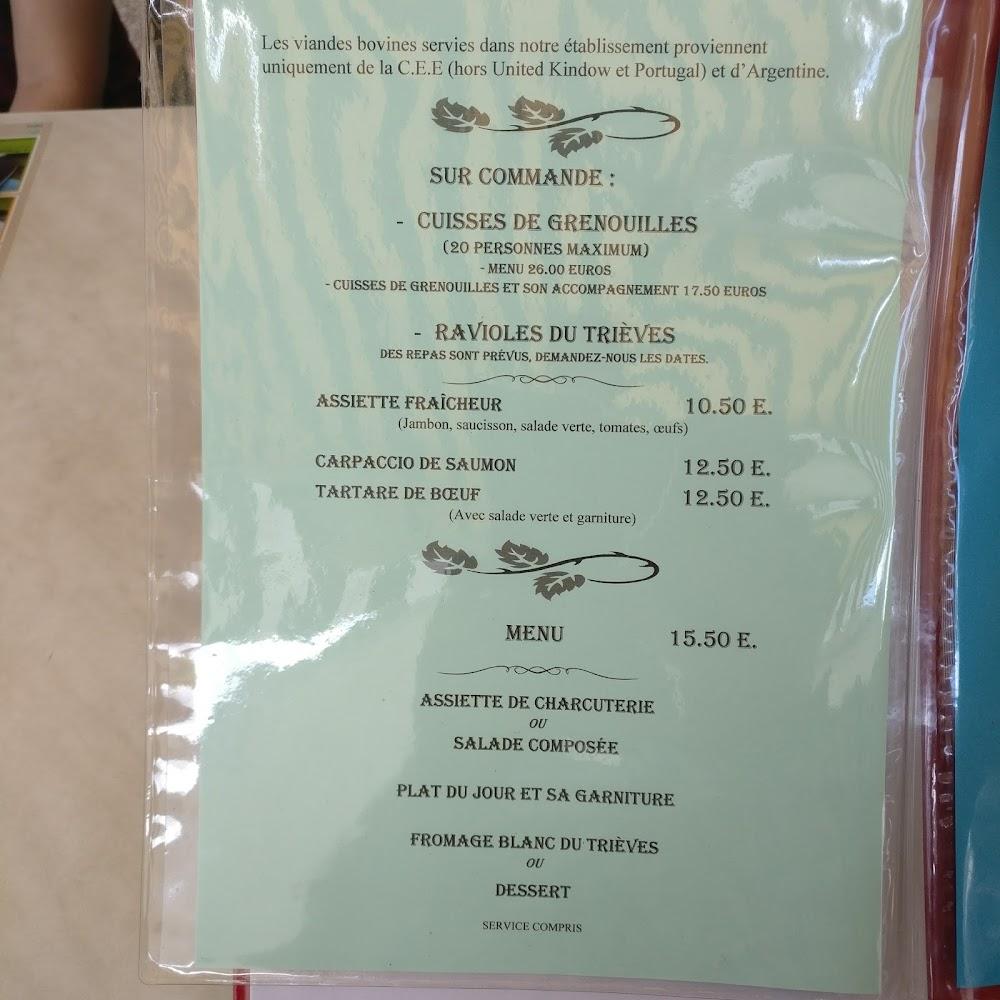 Les viandes bovines servies dans notre établissement proviennent
uniquement de la C.E.E (hors United Kindow et Portugal) et d'Argentine.
SUR COMMANDE :
- CUISSES DE GRENOUILLES
(20 PERSONNES MAXIMUM)
- MENU 26.00 EUROS
- CUISSES DE GRENOUILLES ET SON ACCOMPAGNEMENT 17.50 EUROS
- RAVIOLES DU TRIÈVES
DES REPAS SONT PRÉVUS, DEMANDEZ-NOUS LES DATES.
ASSIETTE FRAÎCHEUR 10.50 E.
(Jambon, saucisson, salade verte, tomates, œufs)
CARPACCIO DE SAUMON 12.50 E.
TARTARE DE BŒUF 12.50 E.
(Avec salade verte et garniture)
MENU 15.50 E.
ASSIETTE DE CHARCUTERIE
OU
SALADE COMPOSÉE
PLAT DU JOUR ET SA GARNITURE
FROMAGE BLANC DU TRIÈVES
OU
DESSERT
SERVICE COMPRIS